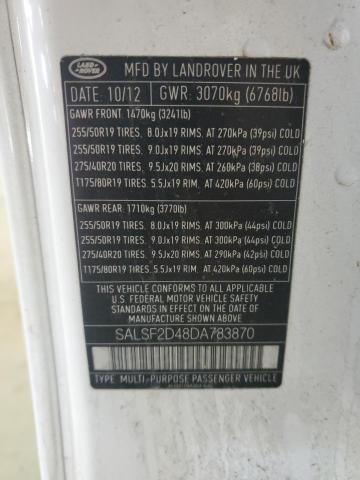 LAND
ROVER
MFD BY LANDROVER IN THE UK
DATE: 10/12 GWR: 3070kg (6768lb)
GAWR FRONT: 1470kg (3241lb)
255/50R19 TIRES, 8.0Jx19 RIMS, AT 270kPa (39psi) COLD
255/50R19 TIRES, 9.0Jx19 RIMS, AT 270kPa (39psi) COLD
275/40R20 TIRES, 9.5Jx20 RIMS, AT 260kPa (38psi) COLD
T175/80R19 TIRES, 5.5Jx19 RIM, AT 420kPa (60psi) COLD
GAWR REAR: 1710kg (3770lb)
255/50R19 TIRES, 8.0Jx19 RIMS, AT 300kPa (44psi) COLD
255/50R19 TIRES, 9.0Jx19 RIMS, AT 300kPa (44psi) COLD
275/40R20 TIRES, 9.5Jx20 RIMS, AT 290kPa (42psi) COLD
T175/80R19 TIRES, 5.5Jx19 RIM, AT 420kPa (60psi) COLD
THIS VEHICLE CONFORMS TO ALL APPLICABLE
U.S. FEDERAL MOTOR VEHICLE SAFETY
STANDARDS IN EFFECT ON THE DATE OF
MANUFACTURE SHOWN ABOVE
SALSF2D48DA783870
TYPE: MULTI-PURPOSE PASSENGER VEHICLE